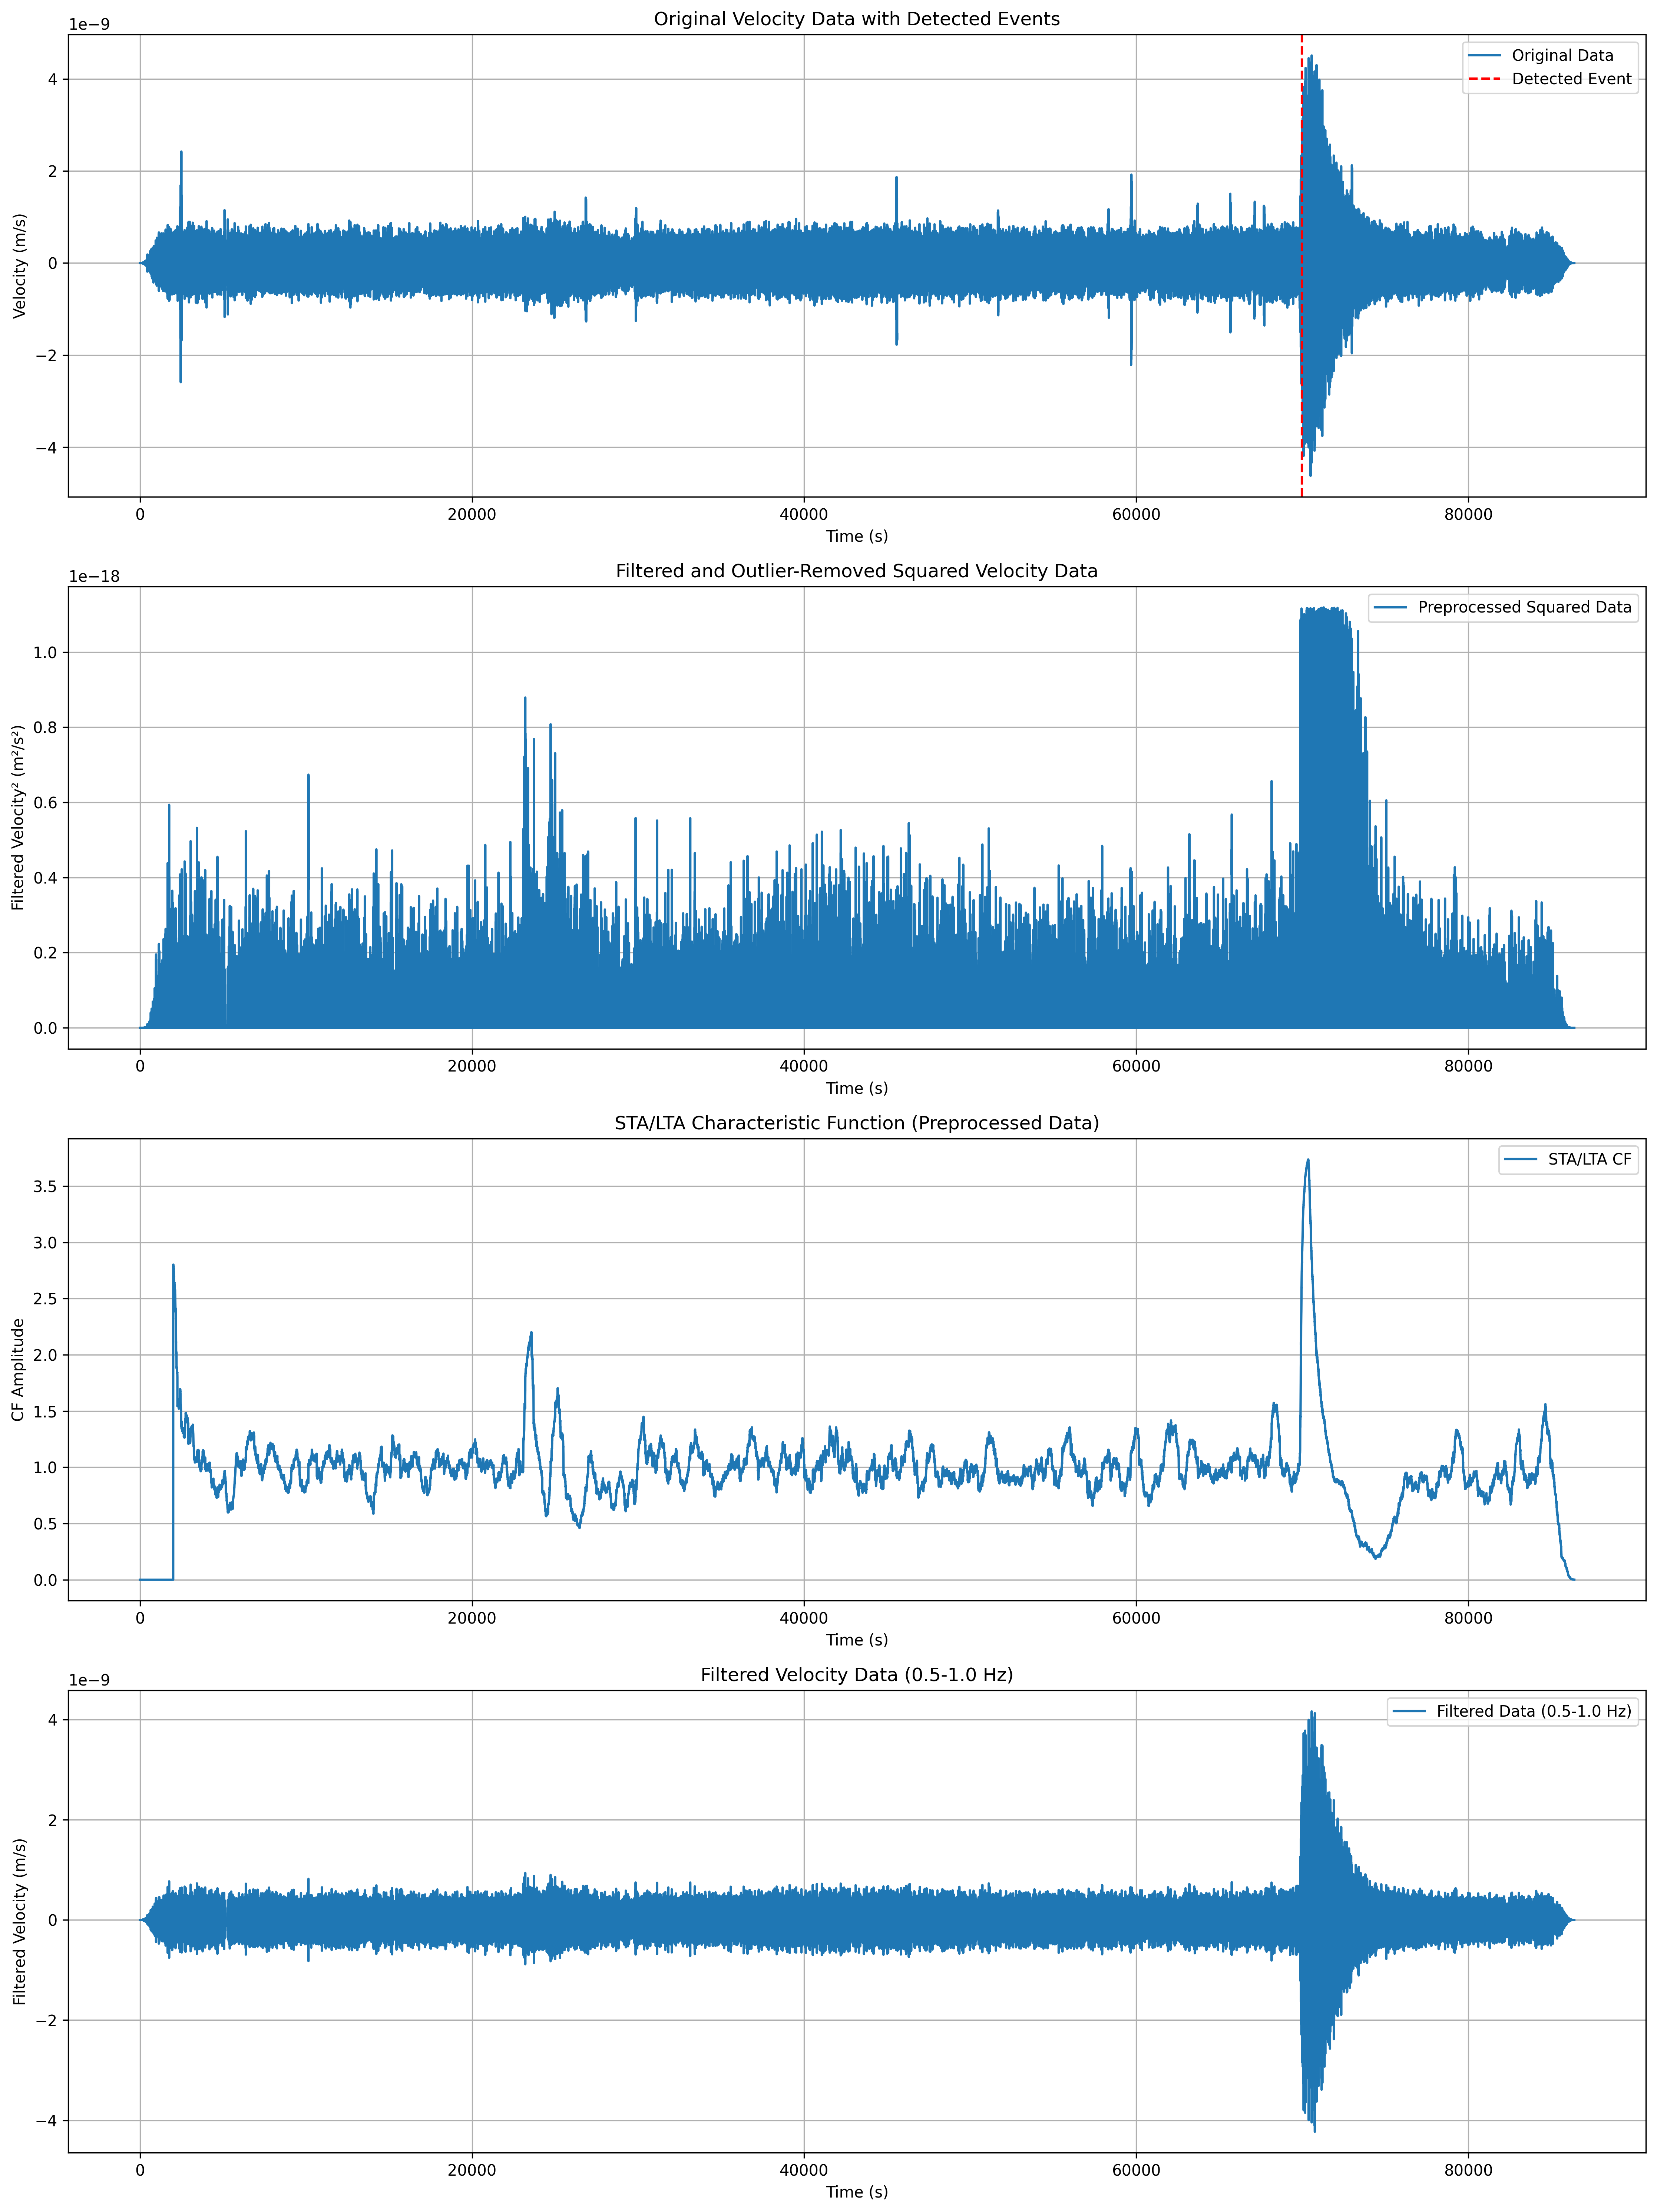 Original Velocity Data with Detected Events
1e−9
Original Data
Detected Event
4
2
0
−2
−4
Velocity (m/s)
0 20000 40000 60000 80000
Time (s)
Filtered and Outlier-Removed Squared Velocity Data
1e−18
Preprocessed Squared Data
1.0
0.8
0.6
0.4
0.2
0.0
Filtered Velocity² (m²/s²)
0 20000 40000 60000 80000
Time (s)
STA/LTA Characteristic Function (Preprocessed Data)
STA/LTA CF
3.5
3.0
2.5
2.0
1.5
1.0
0.5
0.0
CF Amplitude
0 20000 40000 60000 80000
Time (s)
Filtered Velocity Data (0.5-1.0 Hz)
1e−9
Filtered Data (0.5-1.0 Hz)
4
2
0
−2
−4
Filtered Velocity (m/s)
0 20000 40000 60000 80000
Time (s)